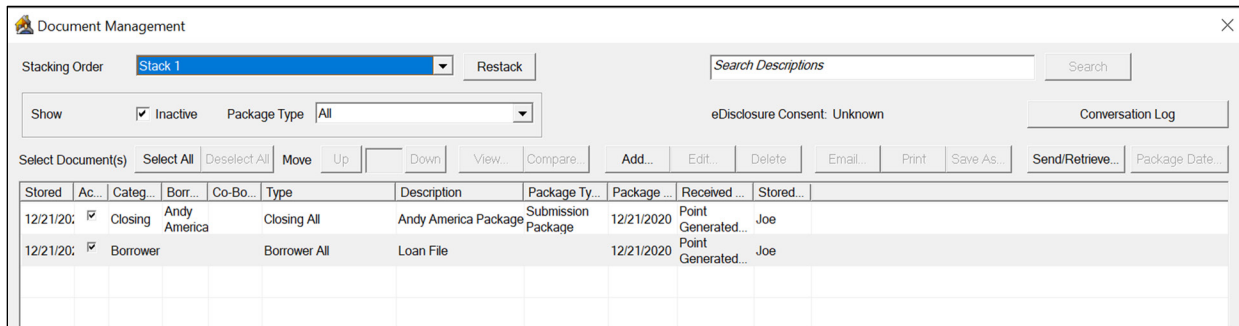 Document Management
Stacking Order Stack 1 Restack Search Descriptions Search
Show Inactive Package Type All eDisclosure Consent: Unknown Conversation Log
Select Document(s) Select All Deselect All Move Up Down View... Compare... Add... Edit... Delete Email... Print Save As... Send/Retrieve... Package Date...
Stored Ac... Categ... Borr... Co-Bo... Type Description Package Ty... Package ... Received ... Stored...
12/21/202 Closing Andy America Closing All Andy America Package Submission Package 12/21/2020 Point Generated... Joe
12/21/202 Borrower Borrower All Loan File 12/21/2020 Point Generated... Joe